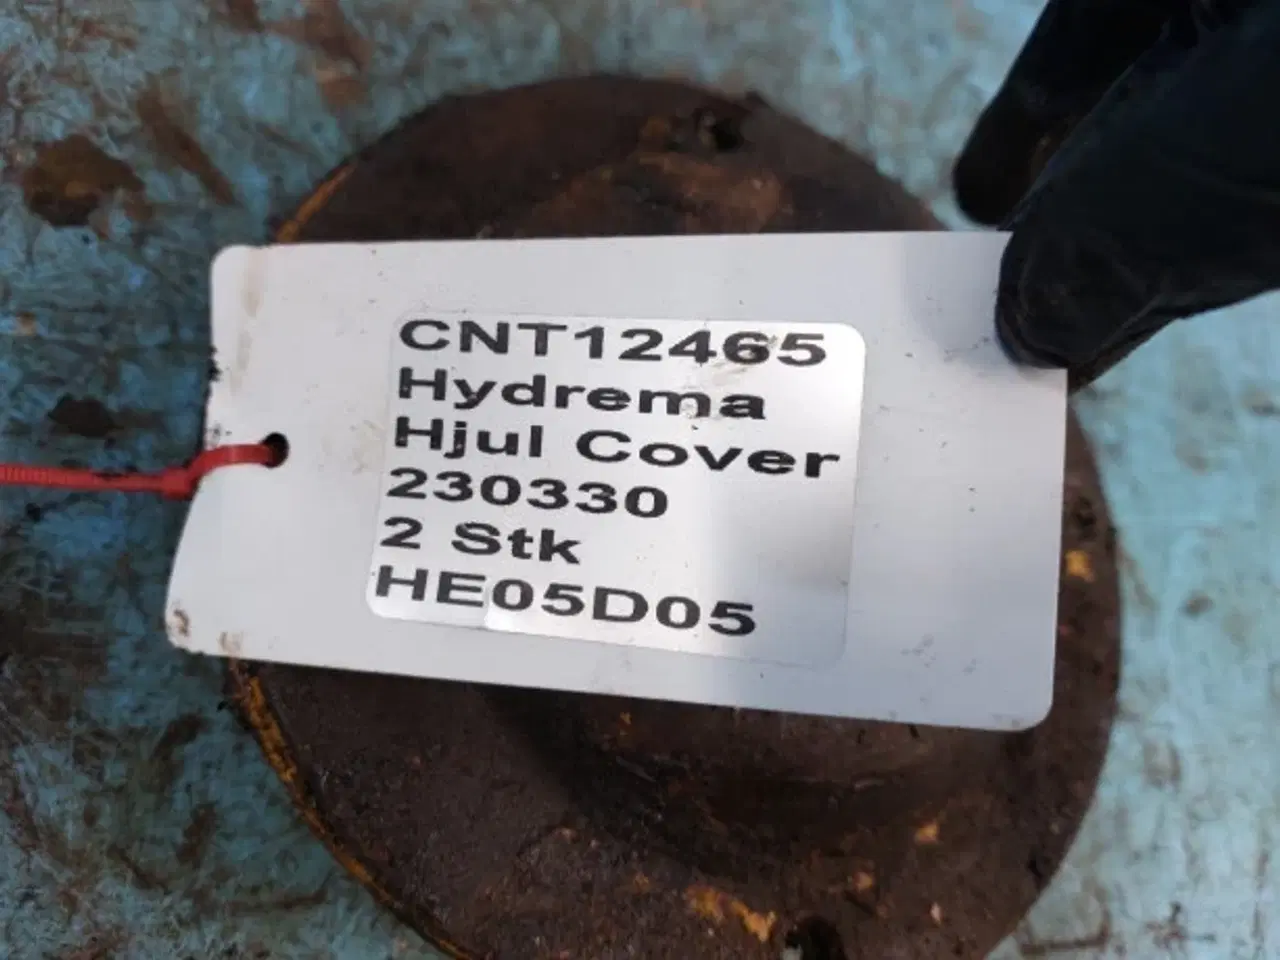 CNT12465
Hydrema
Hjul Cover
230330
2 Stk
HE05D05